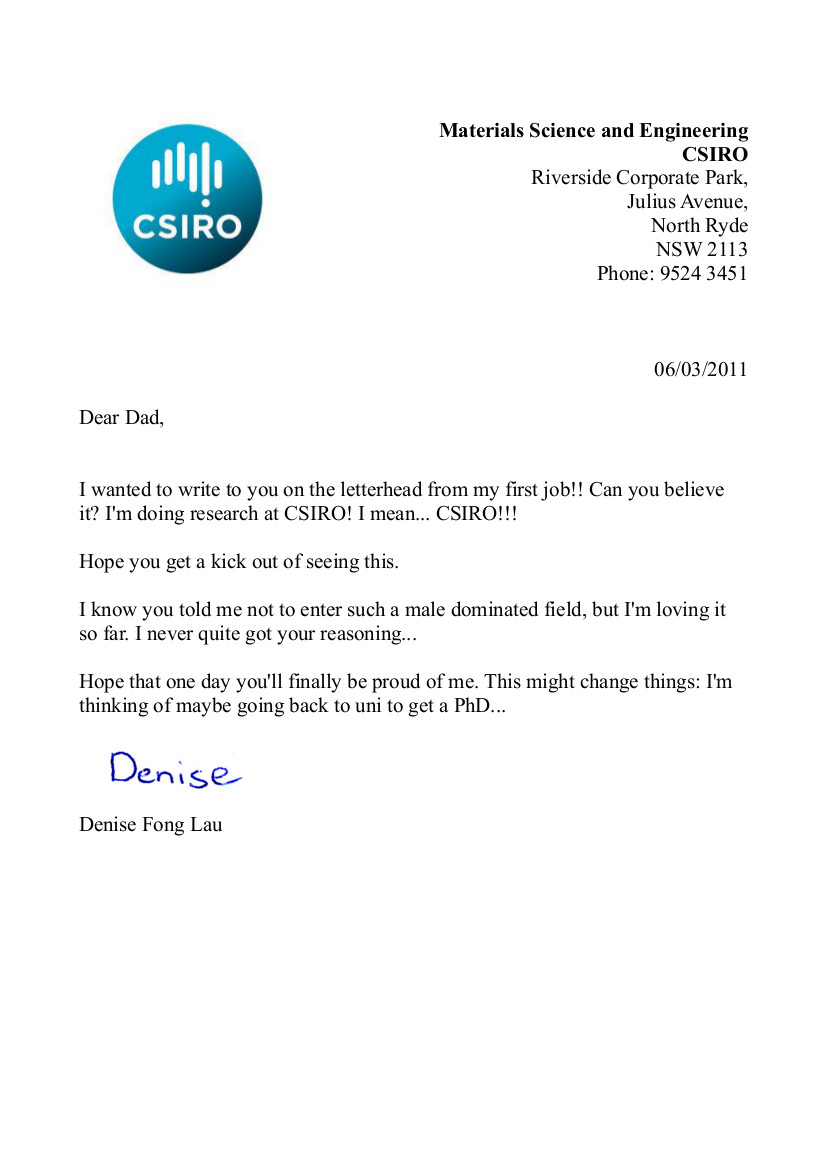 CSIRO
Materials Science and Engineering
CSIRO
Riverside Corporate Park,
Julius Avenue,
North Ryde
NSW 2113
Phone: 9524 3451
06/03/2011
Dear Dad,
I wanted to write to you on the letterhead from my first job!! Can you believe
it? I'm doing research at CSIRO! I mean... CSIRO!!!
Hope you get a kick out of seeing this.
I know you told me not to enter such a male dominated field, but I'm loving it
so far. I never quite got your reasoning...
Hope that one day you'll finally be proud of me. This might change things: I'm
thinking of maybe going back to uni to get a PhD...
Denise
Denise Fong Lau